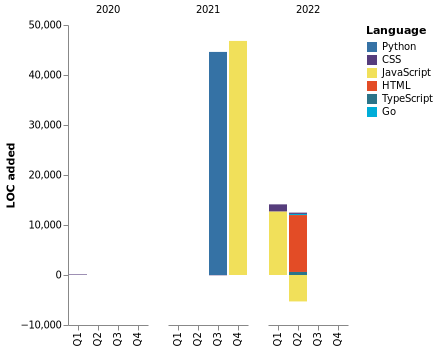 2020 2021 2022
50,000
40,000
30,000
20,000
10,000
0
−10,000
LOC added
Q1 Q2 Q3 Q4 Q1 Q2 Q3 Q4 Q1 Q2 Q3 Q4
Language
Python
CSS
JavaScript
HTML
TypeScript
Go